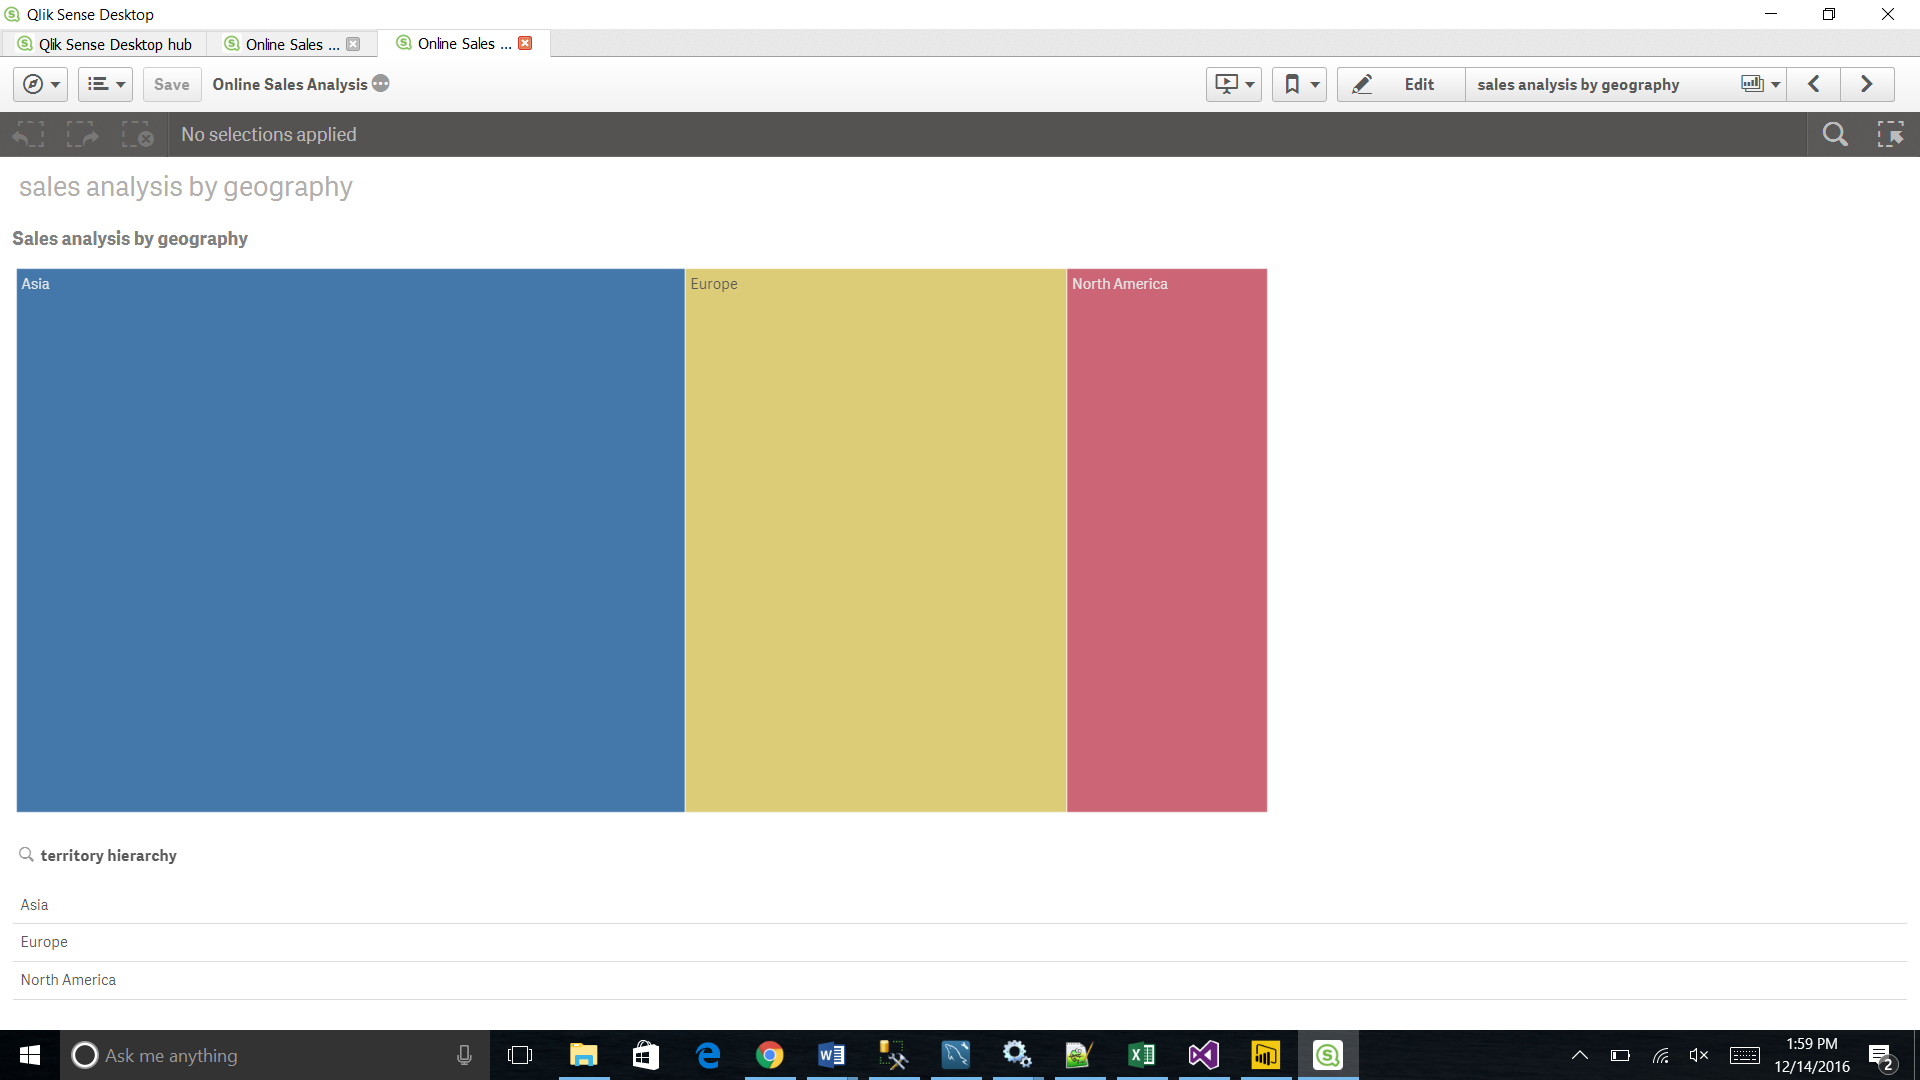 Qlik Sense Desktop
Qlik Sense Desktop hub
Online Sales ...
Online Sales ...
Save
Online Sales Analysis
Edit
sales analysis by geography
No selections applied
sales analysis by geography
Sales analysis by geography
Asia
Europe
North America
territory hierarchy
Asia
Europe
North America
Ask me anything
1:59 PM
12/14/2016
2